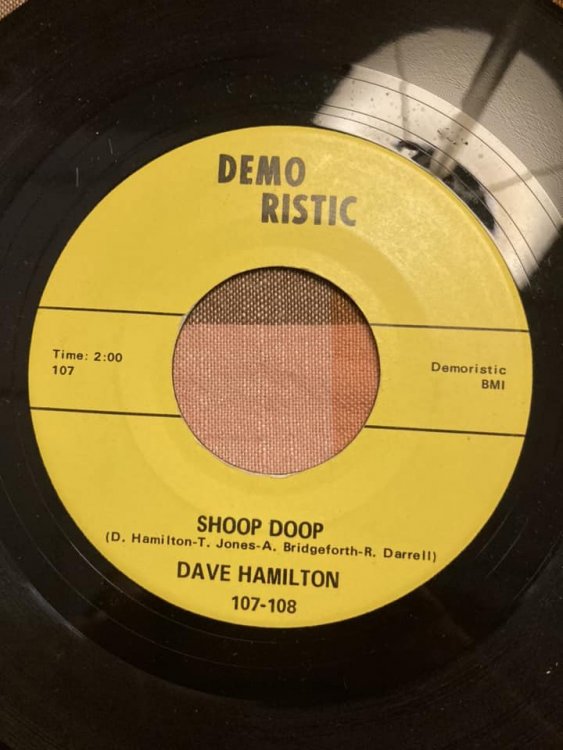 DEMO
RISTIC
Time: 2:00
107
Demoristic
BMI
SHOOP DOOP
(D. Hamilton-T. Jones-A. Bridgeforth-R. Darrell)
DAVE HAMILTON
107-108